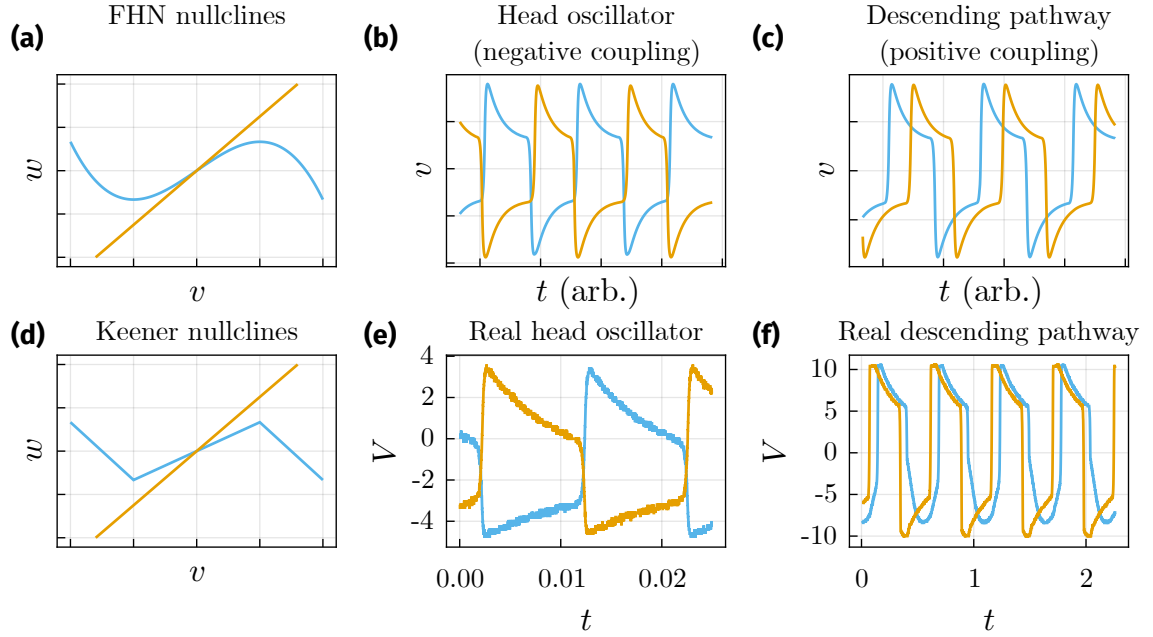 (a)
FHN nullclines
w
v
(b)
Head oscillator
(negative coupling)
v
t (arb.)
(c)
Descending pathway
(positive coupling)
v
t (arb.)
(d)
Keener nullclines
w
v
(e)
Real head oscillator
V
4
2
0
-2
-4
0.00
0.01
0.02
t
(f)
Real descending pathway
V
10
5
0
-5
-10
0
1
2
t